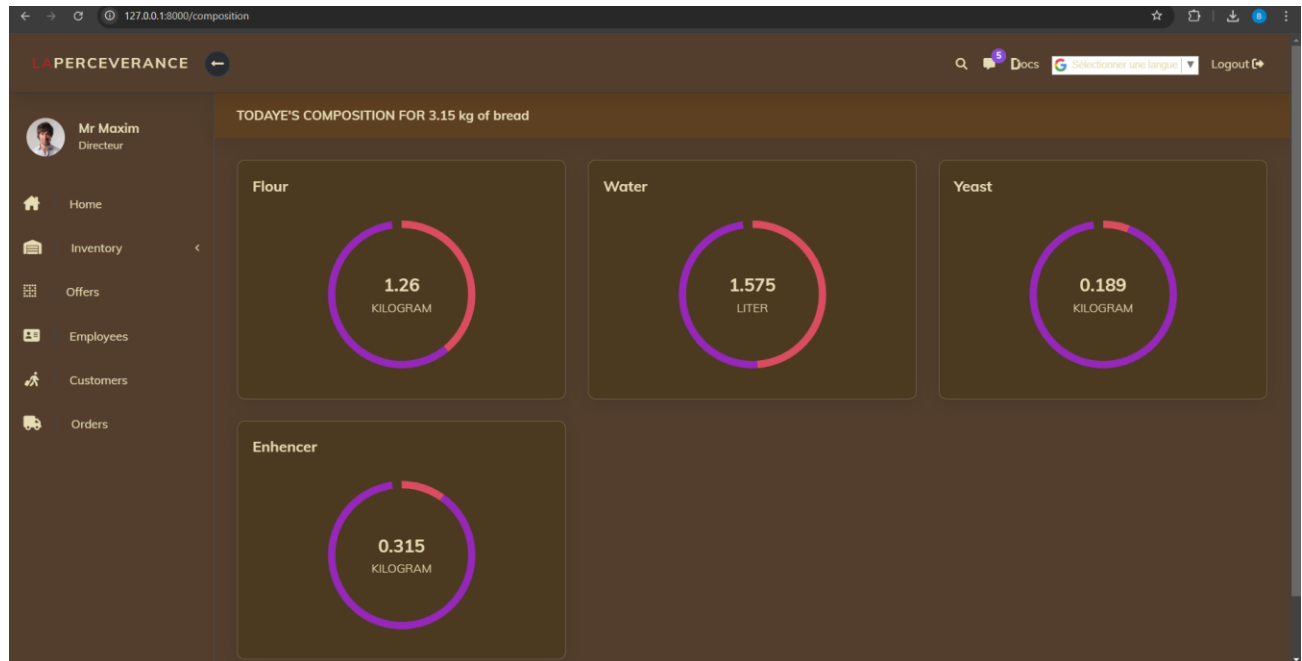 127.0.0.1:8000/composition
B
LAPERCEVERANCE
5
Docs
G Sélectionner une langue ▼
Logout
Mr Maxim
Directeur
Home
Inventory
Offers
Employees
Customers
Orders
TODAYE'S COMPOSITION FOR 3.15 kg of bread
Flour
1.26
KILOGRAM
Water
1.575
LITER
Yeast
0.189
KILOGRAM
Enhencer
0.315
KILOGRAM